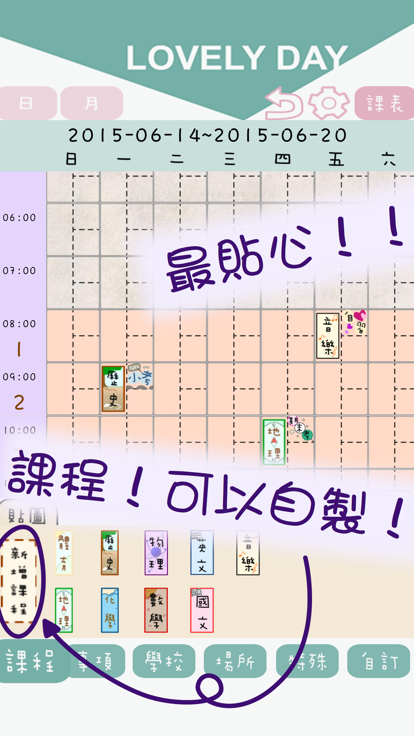 LOVELY DAY
日 月 課表
2015-06-14~2015-06-20
日 一 二 三 四 五 六
06:00
最貼心！！
07:00
08:00
1
音樂
09:00
2
歷史 小考
10:00
地理
課程！可以自製！
貼圖
新增課程
體育 歷史 物理 英文 音樂
地理 化學 數學 國文
課程 事項 學校 場所 特殊 自訂